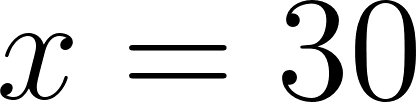 x = 30